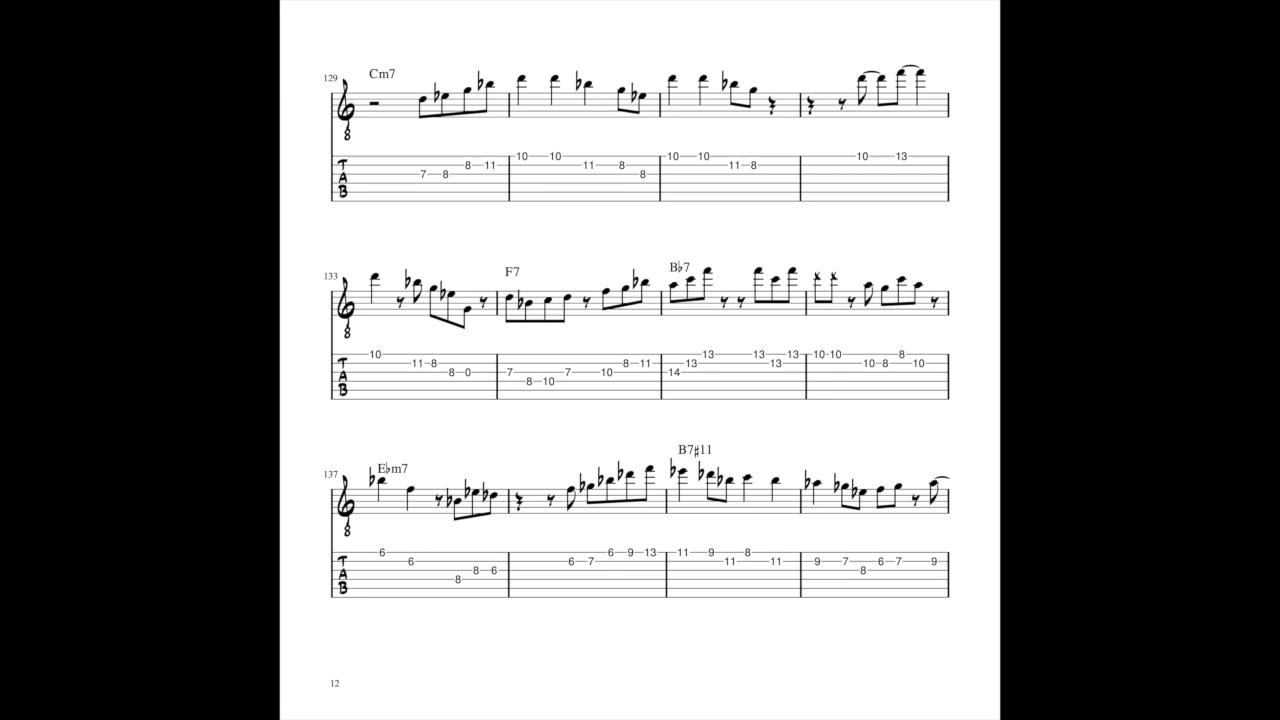 Cm7
129
8
10 10 10 10 10 13
T 8 11 11 8 11 8
A 7 8 8
B
F7 B♭7
133
8
10 13 13 13 10 10 8
T 11 8 8 11 13 13 10 8 10
A 8 0 7 7 10 14
B 8 10
B7♯11
E♭m7
137
8
6 6 9 13 11 9 8
T 6 6 7 11 11 9 7 6 7 9
A 8 6 8
B 8
12